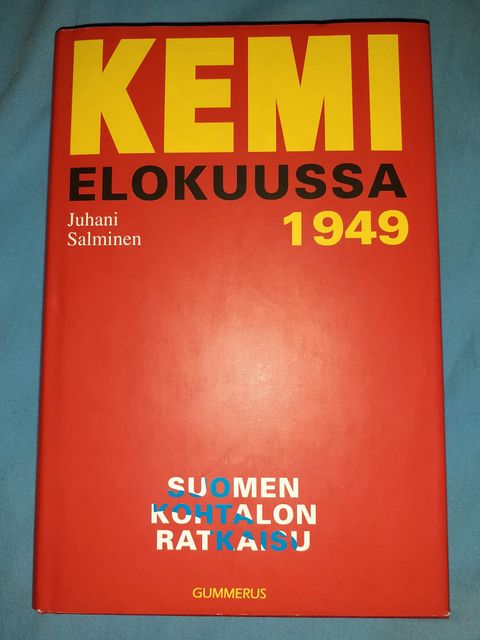 KEMI
ELOKUUSSA
Juhani
Salminen
1949
SUOMEN
KOHTALON
RATKAISU
GUMMERUS